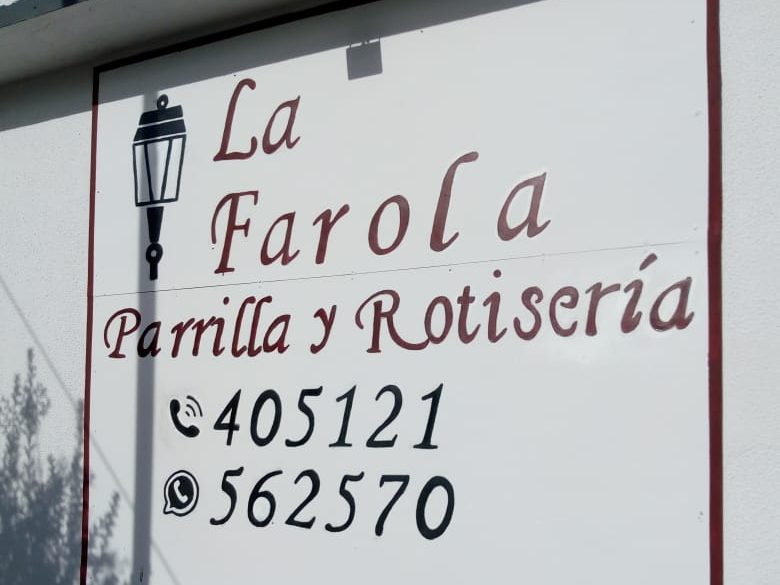 La
Farola
Parrilla y Rotisería
405121
562570